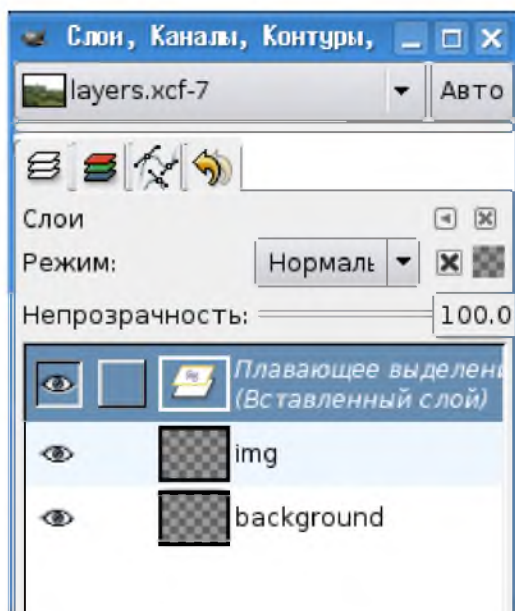 Слои, Каналы, Контуры,
layers.xcf-7
Авто
Слои
Режим:
Нормаль
Непрозрачность:
100.0
Плавающее выделени
(Вставленный слой)
img
background